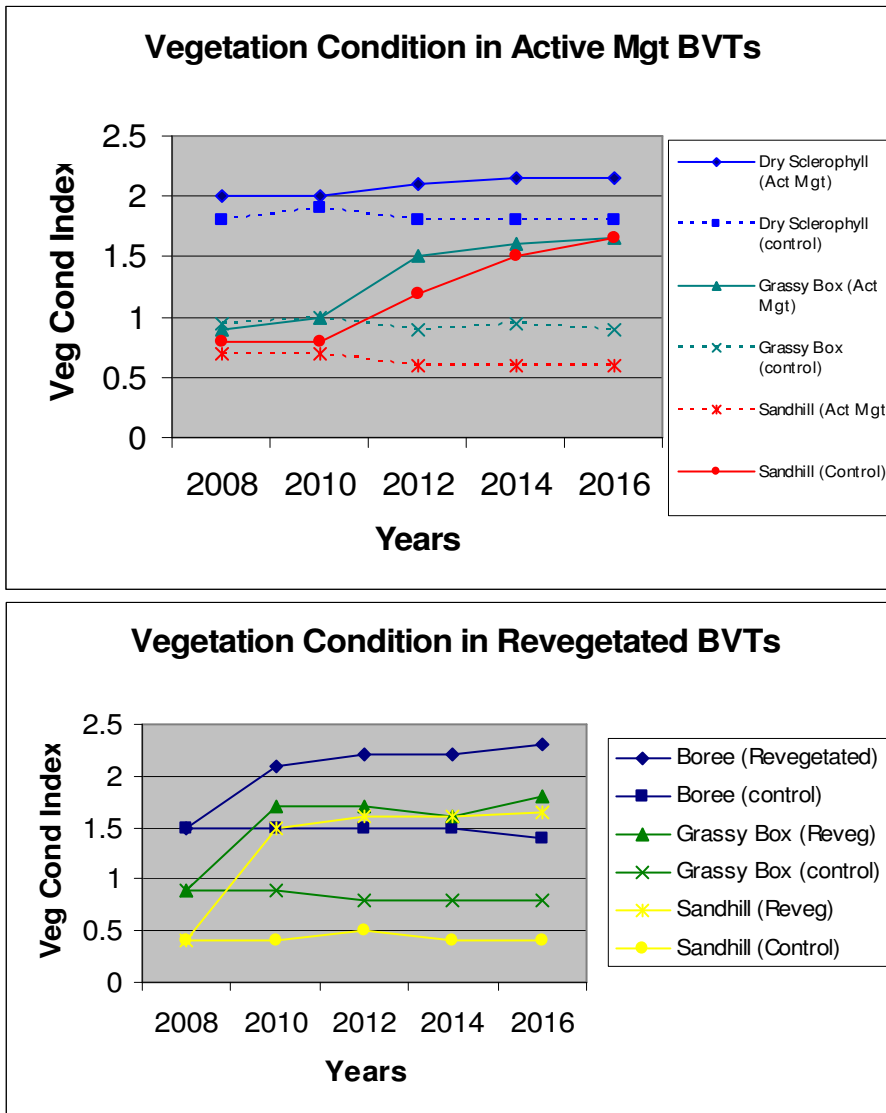 Vegetation Condition in Active Mgt BVTs
2.5
2
1.5
1
0.5
0
Veg Cond Index
2008 2010 2012 2014 2016
Years
Dry Sclerophyll
(Act Mgt)
Dry Sclerophyll
(control)
Grassy Box (Act
Mgt)
Grassy Box
(control)
Sandhill (Act Mgt
Sandhill (Control)
Vegetation Condition in Revegetated BVTs
2.5
2
1.5
1
0.5
0
Veg Cond Index
2008 2010 2012 2014 2016
Years
Boree (Revegetated)
Boree (control)
Grassy Box (Reveg)
Grassy Box (control)
Sandhill (Reveg)
Sandhill (Control)